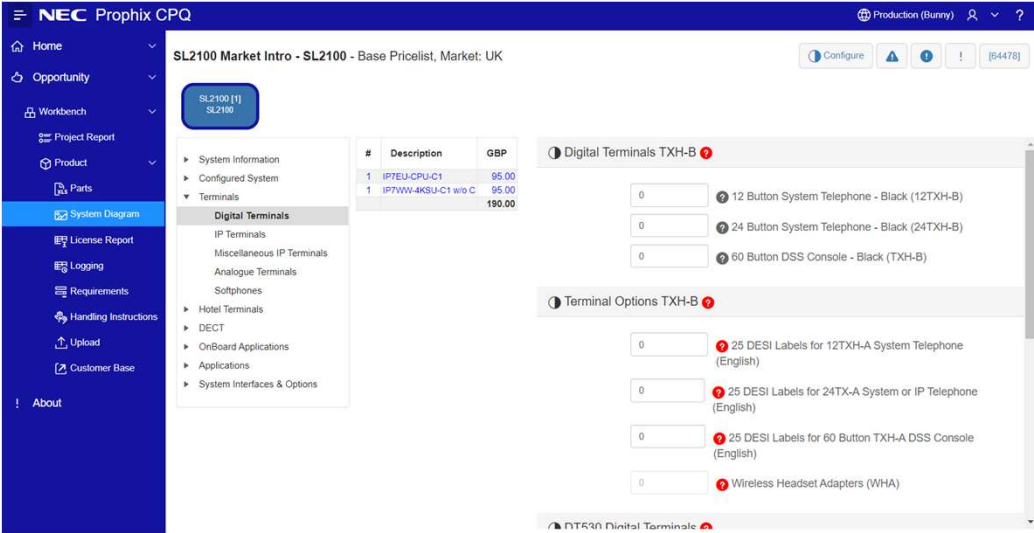 NEC Prophix CPQ
Production (Bunny)
?
Home
Opportunity
Workbench
Project Report
Product
Parts
System Diagram
License Report
Logging
Requirements
Handling Instructions
Upload
Customer Base
! About
SL2100 Market Intro - SL2100 - Base Pricelist, Market: UK
Configure
!
[64478]
SL2100 [1]
SL2100
System Information
Configured System
Terminals
Digital Terminals
IP Terminals
Miscellaneous IP Terminals
Analogue Terminals
Softphones
Hotel Terminals
DECT
OnBoard Applications
Applications
System Interfaces & Options
# Description GBP
1 IP7EU-CPU-C1 95.00
1 IP7WW-4KSU-C1 w/o C 95.00
190.00
Digital Terminals TXH-B ?
0 ? 12 Button System Telephone - Black (12TXH-B)
0 ? 24 Button System Telephone - Black (24TXH-B)
0 ? 60 Button DSS Console - Black (TXH-B)
Terminal Options TXH-B ?
0 ? 25 DESI Labels for 12TXH-A System Telephone
(English)
0 ? 25 DESI Labels for 24TX-A System or IP Telephone
(English)
0 ? 25 DESI Labels for 60 Button TXH-A DSS Console
(English)
0 ? Wireless Headset Adapters (WHA)
DT530 Digital Terminals ?